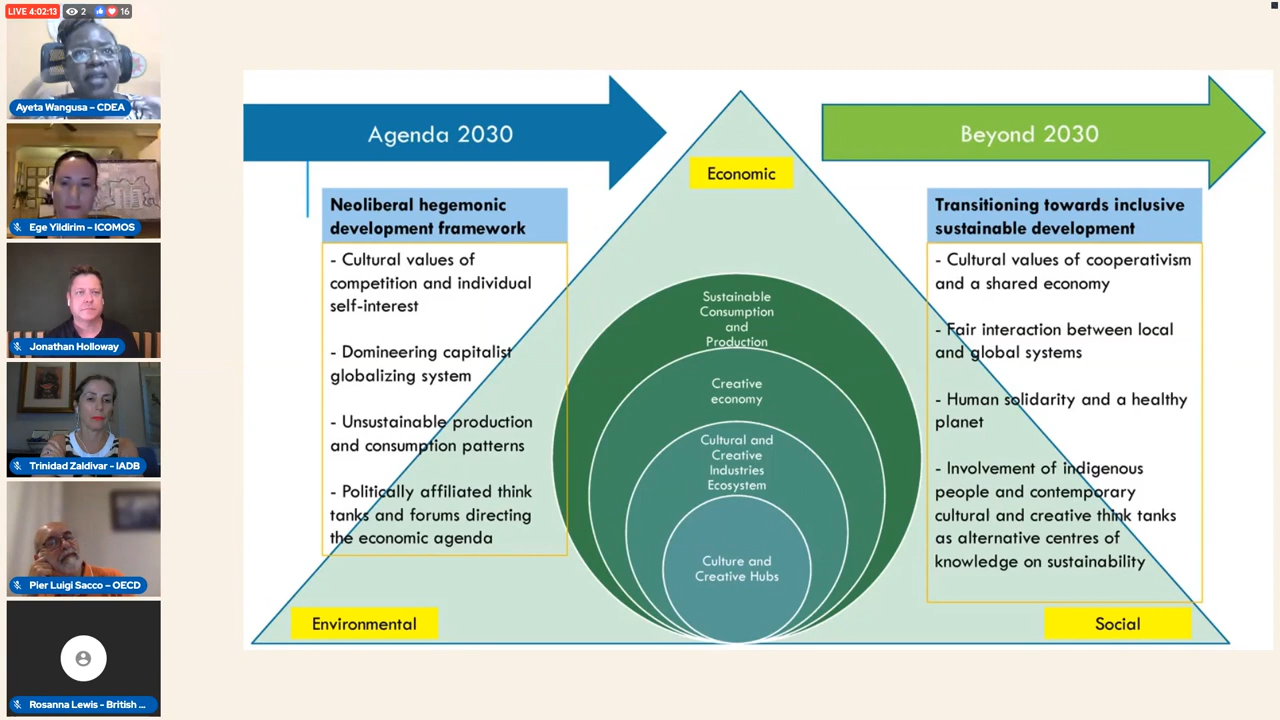 LIVE 4:02:13
2
16
Ayeta Wangusa – CDEA
Ege Yildirim – ICOMOS
Jonathan Holloway
Trinidad Zaldivar - IADB
Pier Luigi Sacco – OECD
Rosanna Lewis - British ...
Agenda 2030
Beyond 2030
Economic
Neoliberal hegemonic
development framework
- Cultural values of
competition and individual
self-interest
- Domineering capitalist
globalizing system
- Unsustainable production
and consumption patterns
- Politically affiliated think
tanks and forums directing
the economic agenda
Sustainable
Consumption
and
Production
Creative
economy
Cultural and
Creative
Industries
Ecosystem
Culture and
Creative Hubs
Transitioning towards inclusive
sustainable development
- Cultural values of cooperativism
and a shared economy
- Fair interaction between local
and global systems
- Human solidarity and a healthy
planet
- Involvement of indigenous
people and contemporary
cultural and creative think tanks
as alternative centres of
knowledge on sustainability
Environmental
Social